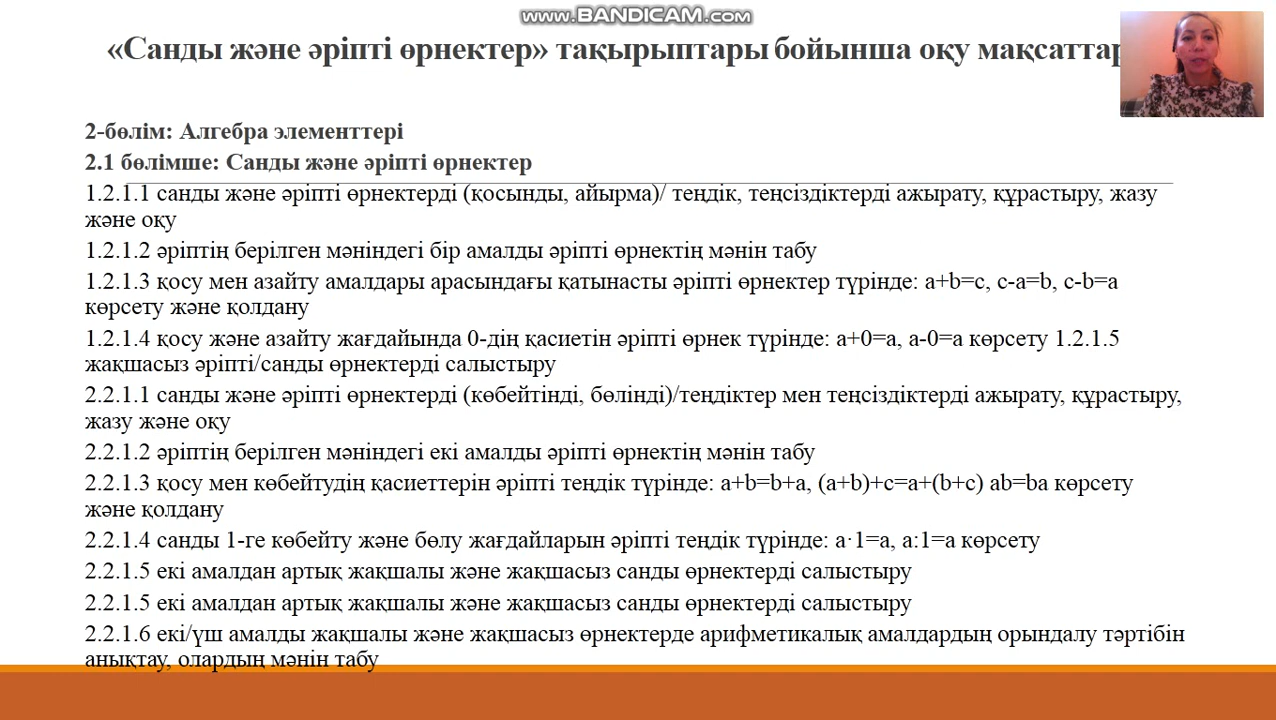 www.BANDICAM.com
«Санды және әріпті өрнектер» тақырыптары бойынша оқу
2-бөлім: Алгебра элементтері
2.1 бөлімше: Санды және әріпті өрнектер
1.2.1.1 санды және әріпті өрнектерді (қосынды, айырма)/ теңдік, теңсіздіктерді ажырату, құрастыру, жазу
және оқу
1.2.1.2 әріптің берілген мәніндегі бір амалды әріпті өрнектің мәнін табу
1.2.1.3 қосу мен азайту амалдары арасындағы қатынасты әріпті өрнектер түрінде: a+b=c, c-a=b, c-b=a
көрсету және қолдану
1.2.1.4 қосу және азайту жағдайында 0-дің қасиетін әріпті өрнек түрінде: a+0=a, a-0=a көрсету 1.2.1.5
жақшасыз әріпті/санды өрнектерді салыстыру
2.2.1.1 санды және әріпті өрнектерді (көбейтінді, бөлінді)/теңдіктер мен теңсіздіктерді ажырату, құрастыру,
жазу және оқу
2.2.1.2 әріптің берілген мәніндегі екі амалды әріпті өрнектің мәнін табу
2.2.1.3 қосу мен көбейтудің қасиеттерін әріпті теңдік түрінде: a+b=b+a, (a+b)+c=a+(b+c) ab=ba көрсету
және қолдану
2.2.1.4 санды 1-ге көбейту және бөлу жағдайларын әріпті теңдік түрінде: a·1=a, a:1=a көрсету
2.2.1.5 екі амалдан артық жақшалы және жақшасыз санды өрнектерді салыстыру
2.2.1.5 екі амалдан артық жақшалы және жақшасыз санды өрнектерді салыстыру
2.2.1.6 екі/үш амалды жақшалы және жақшасыз өрнектерде арифметикалық амалдардың орындалу тәртібін
анықтау, олардың мәнін табу